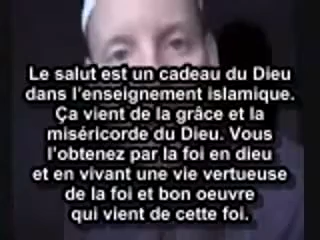 Le salut est un cadeau du Dieu
dans l'enseignement islamique.
Ça vient de la grâce et la
miséricorde du Dieu. Vous
l'obtenez par la foi en dieu
et en vivant une vie vertueuse
de la foi et bon oeuvre
qui vient de cette foi.